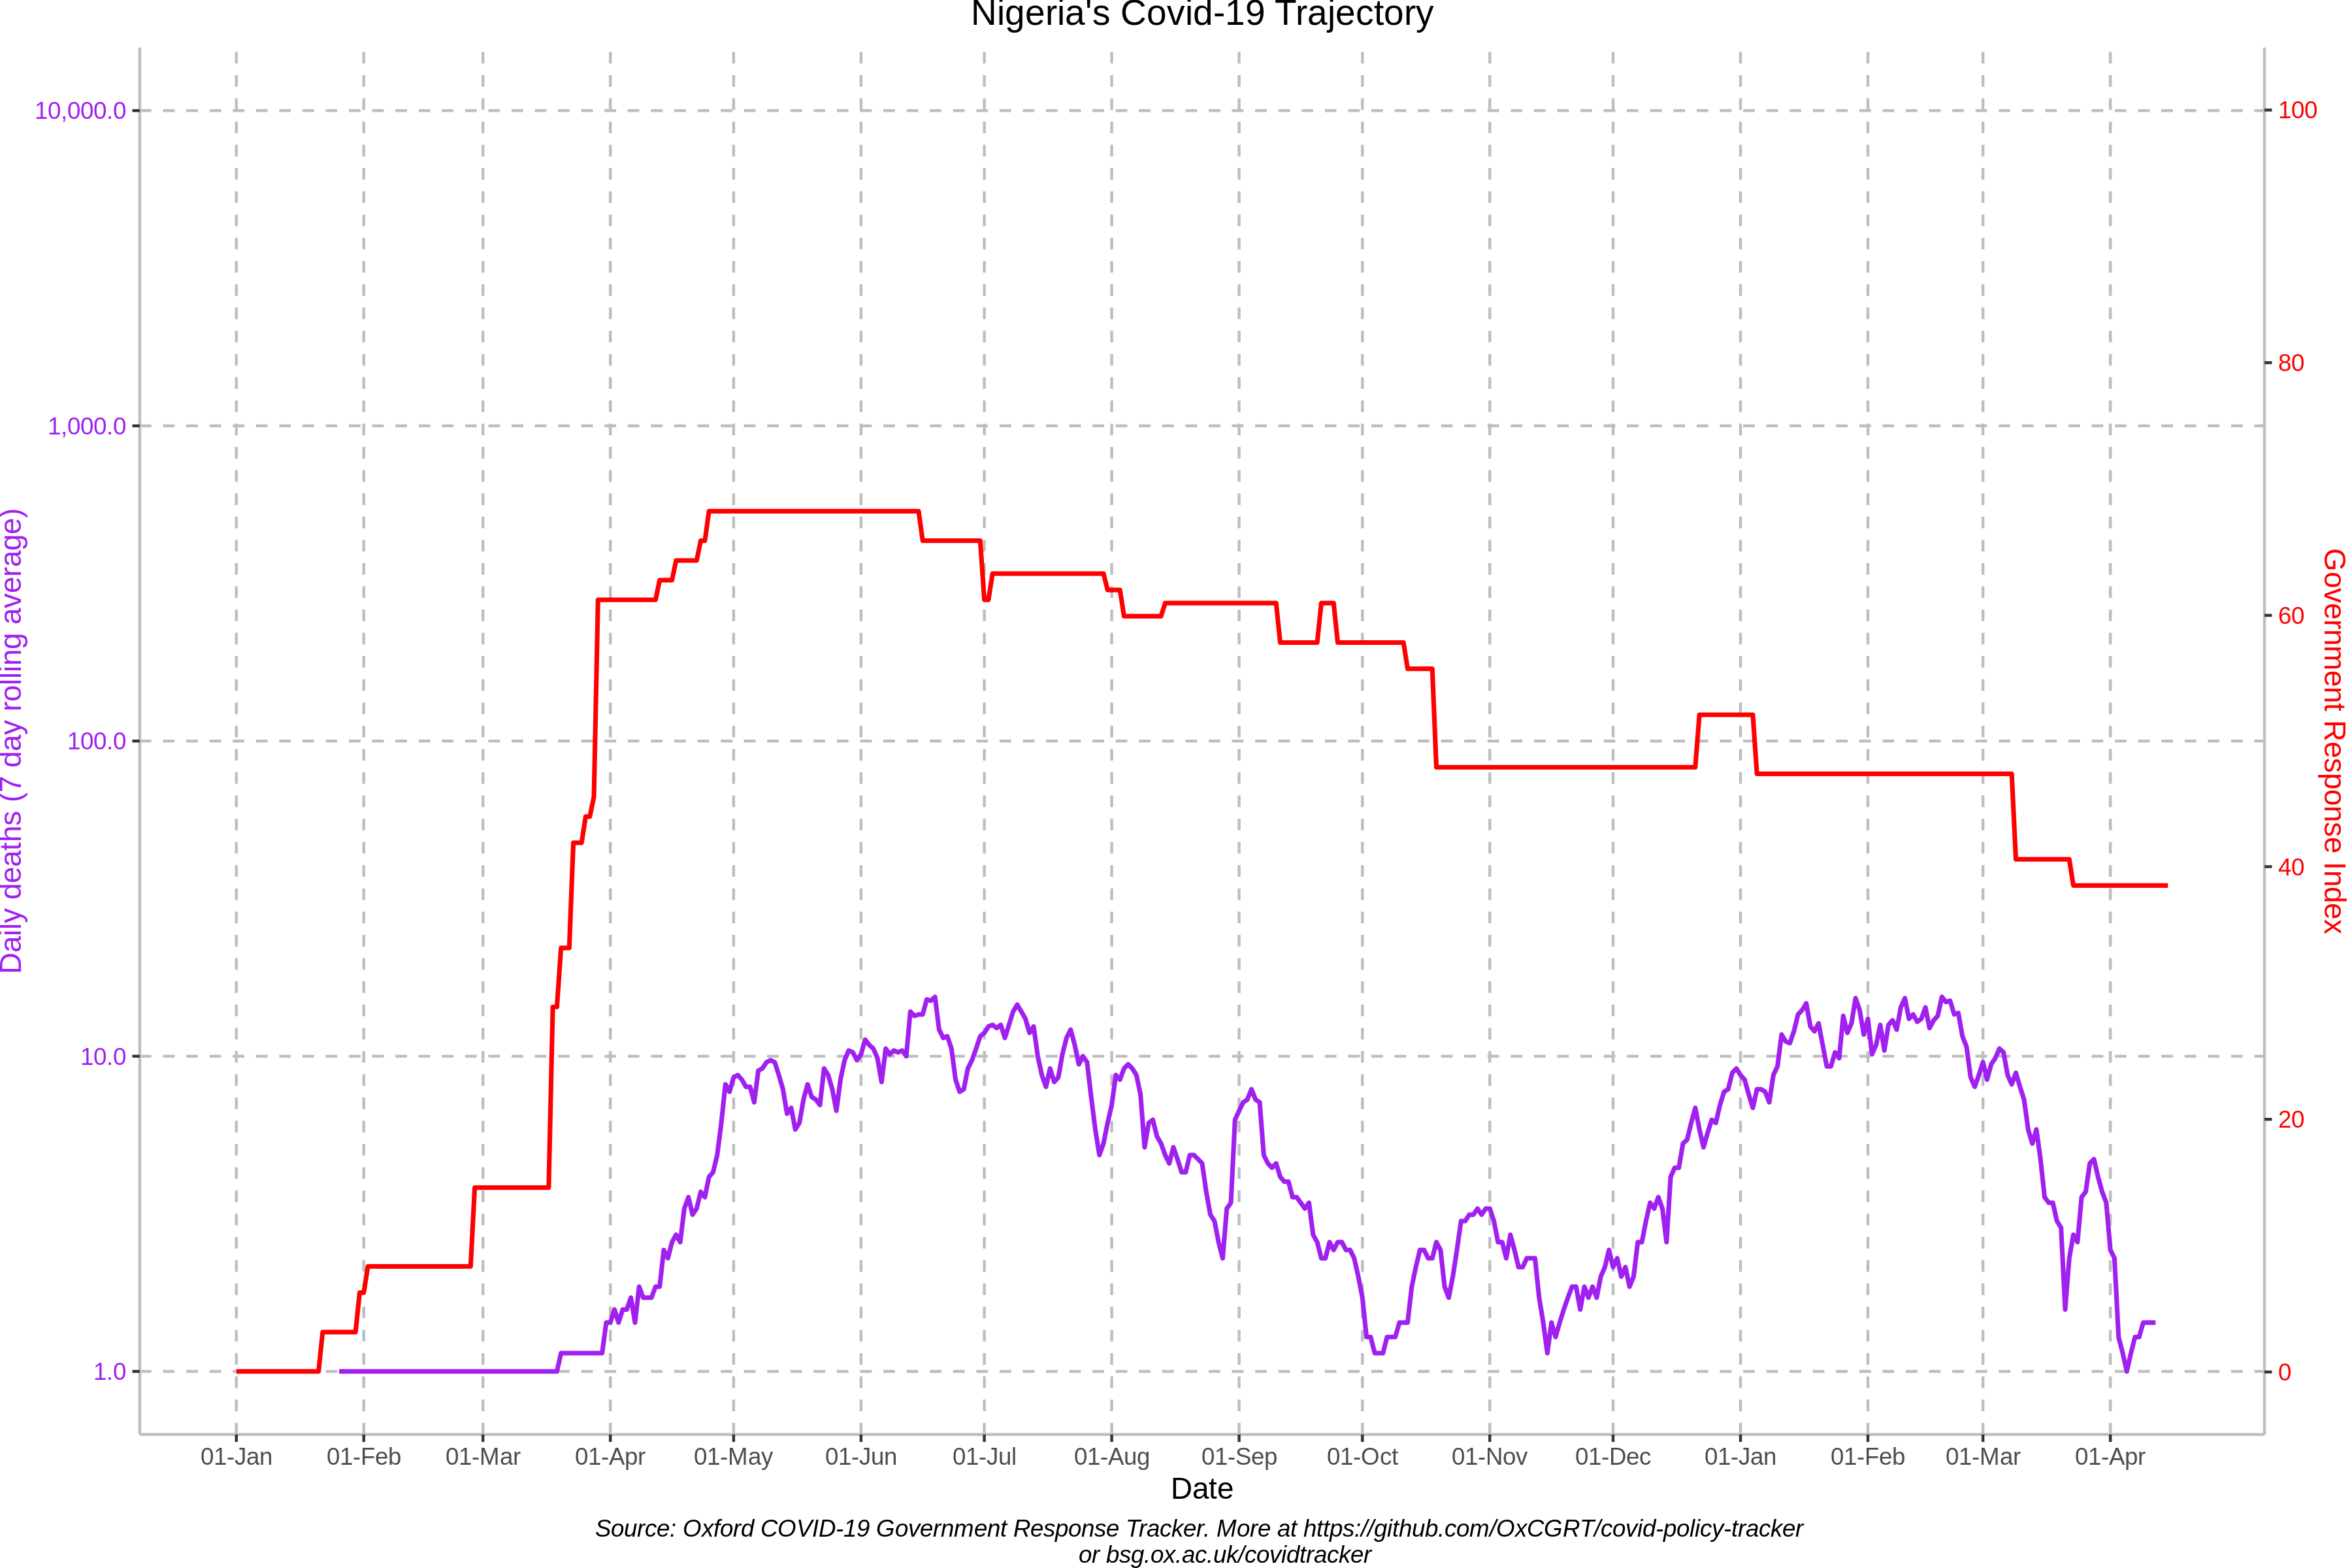 Nigeria's Covid-19 Trajectory
10,000.0
1,000.0
100.0
10.0
1.0
Daily deaths (7 day rolling average)
100
80
60
40
20
0
Government Response Index
01-Jan 01-Feb 01-Mar 01-Apr 01-May 01-Jun 01-Jul 01-Aug 01-Sep 01-Oct 01-Nov 01-Dec 01-Jan 01-Feb 01-Mar 01-Apr
Date
Source: Oxford COVID-19 Government Response Tracker. More at https://github.com/OxCGRT/covid-policy-tracker
or bsg.ox.ac.uk/covidtracker